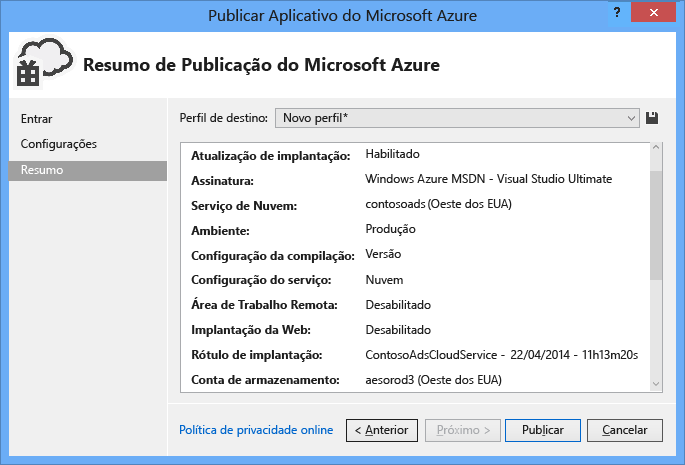 Publicar Aplicativo do Microsoft Azure
?
Resumo de Publicação do Microsoft Azure
Entrar
Configurações
Resumo
Perfil de destino: Novo perfil*
Atualização de implantação: Habilitado
Assinatura: Windows Azure MSDN - Visual Studio Ultimate
Serviço de Nuvem: contosoads (Oeste dos EUA)
Ambiente: Produção
Configuração da compilação: Versão
Configuração do serviço: Nuvem
Área de Trabalho Remota: Desabilitado
Implantação da Web: Desabilitado
Rótulo de implantação: ContosoAdsCloudService - 22/04/2014 - 11h13m20s
Conta de armazenamento: aesorod3 (Oeste dos EUA)
Política de privacidade online < Anterior Próximo > Publicar Cancelar